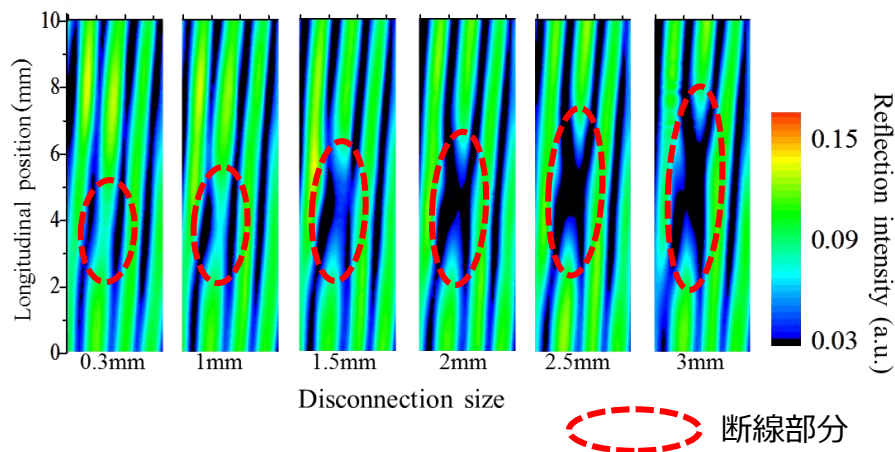 Longitudinal position(mm)
10
8
6
4
2
0
0.3mm
1mm
1.5mm
2mm
2.5mm
3mm
Disconnection size
0.15
0.09
0.03
Reflection intensity (a.u.)
断線部分